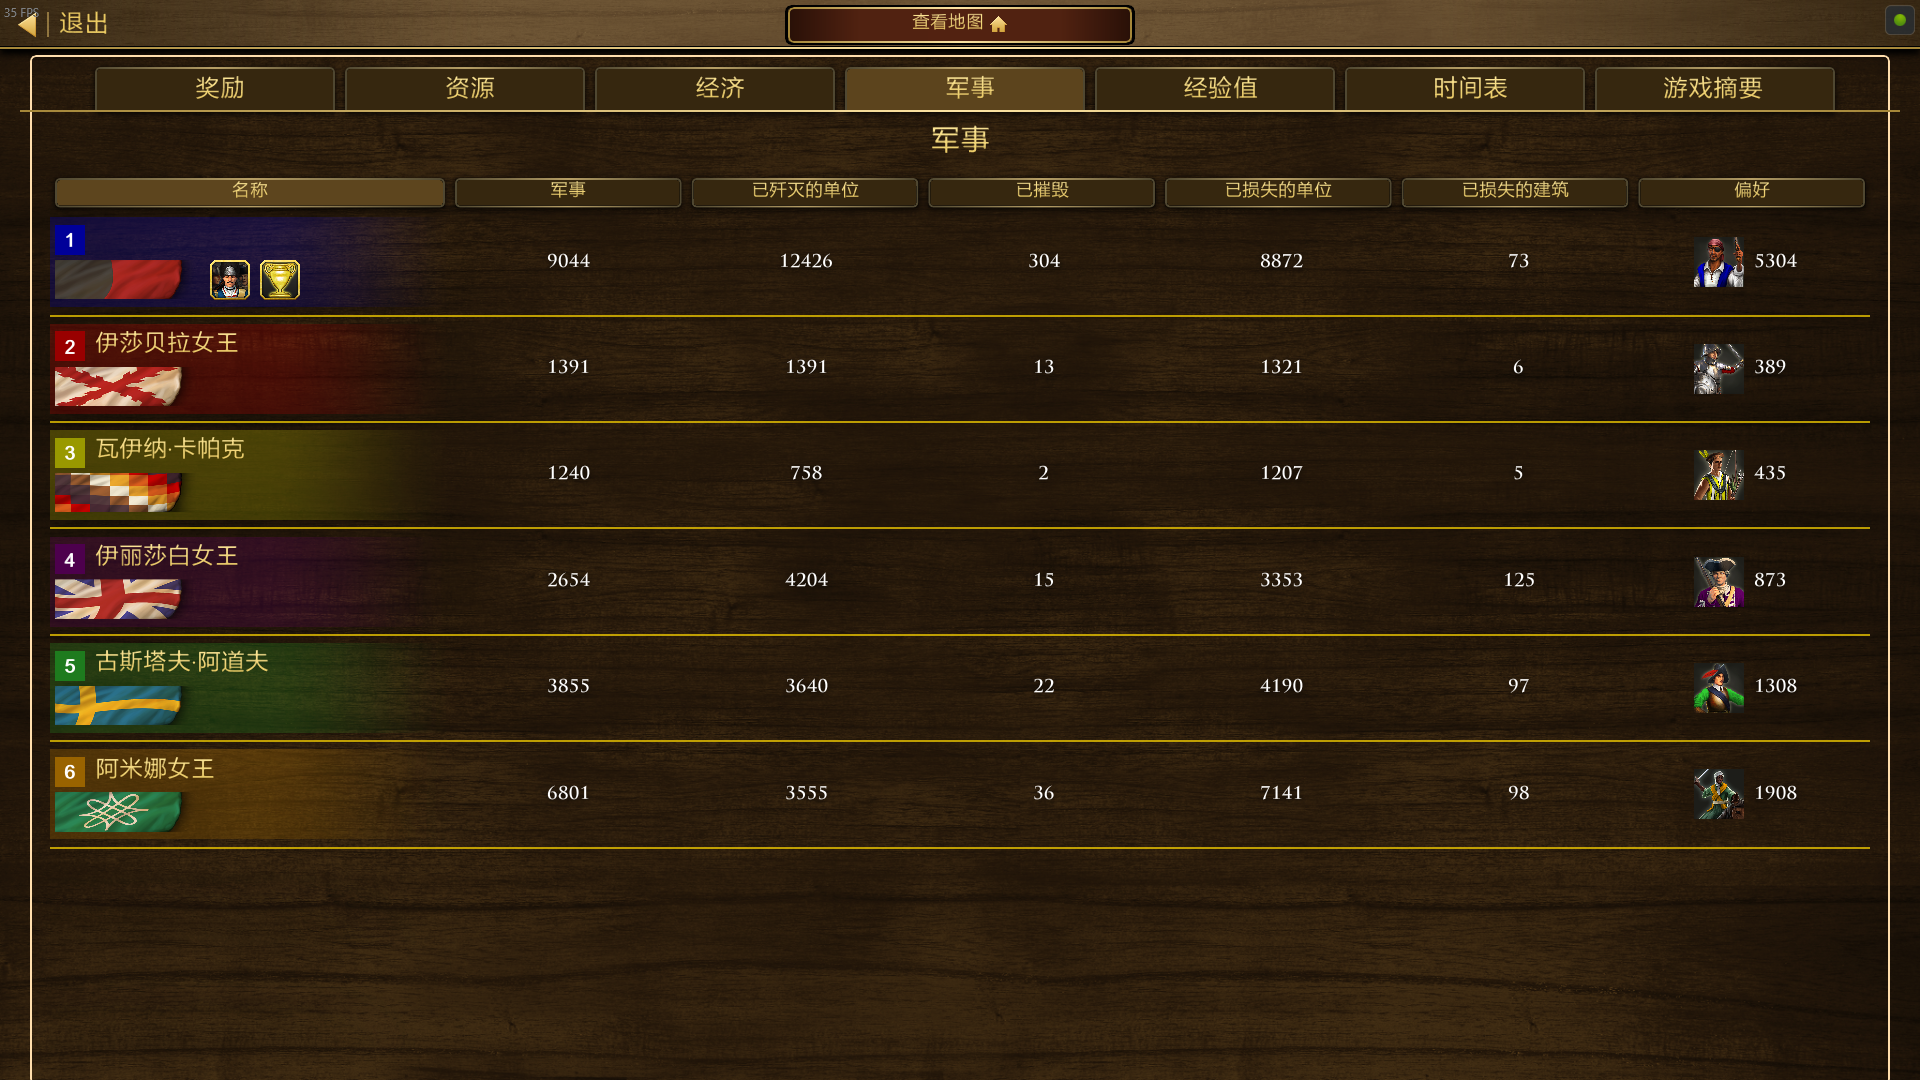 35 FPS
退出
查看地图
奖励 资源 经济 军事 经验值 时间表 游戏摘要
军事
名称 军事 已歼灭的单位 已摧毁 已损失的单位 已损失的建筑 偏好
1 9044 12426 304 8872 73 5304
2 伊莎贝拉女王 1391 1391 13 1321 6 389
3 瓦伊纳·卡帕克 1240 758 2 1207 5 435
4 伊丽莎白女王 2654 4204 15 3353 125 873
5 古斯塔夫·阿道夫 3855 3640 22 4190 97 1308
6 阿米娜女王 6801 3555 36 7141 98 1908